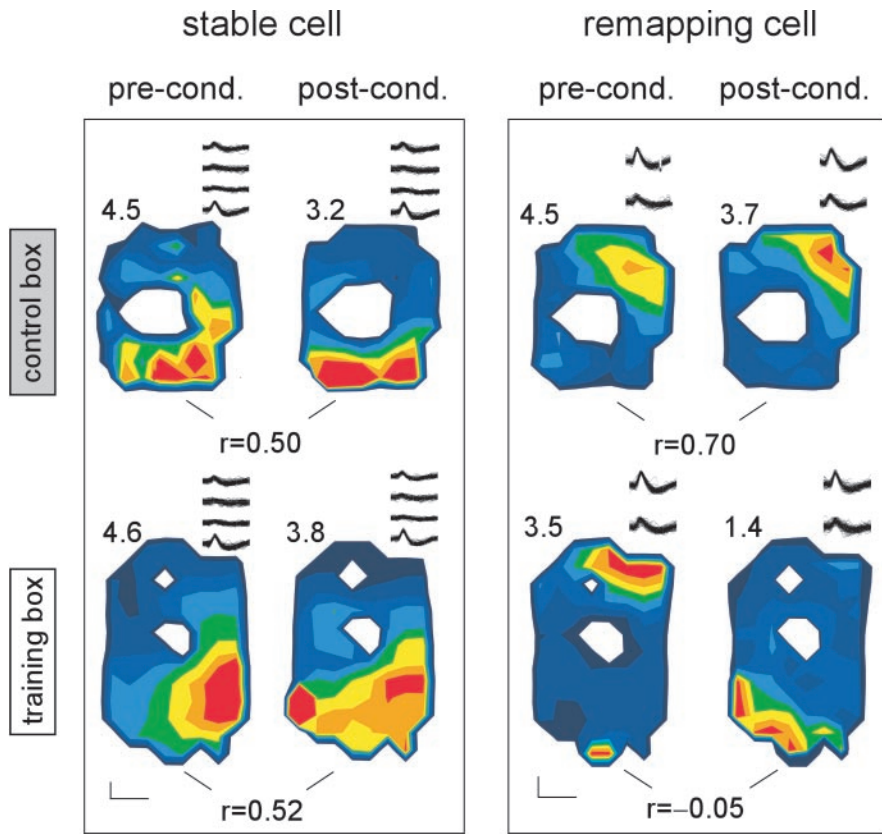 stable cell
remapping cell
pre-cond.
post-cond.
pre-cond.
post-cond.
control box
4.5
3.2
4.5
3.7
r=0.50
r=0.70
training box
4.6
3.8
3.5
1.4
r=0.52
r=−0.05